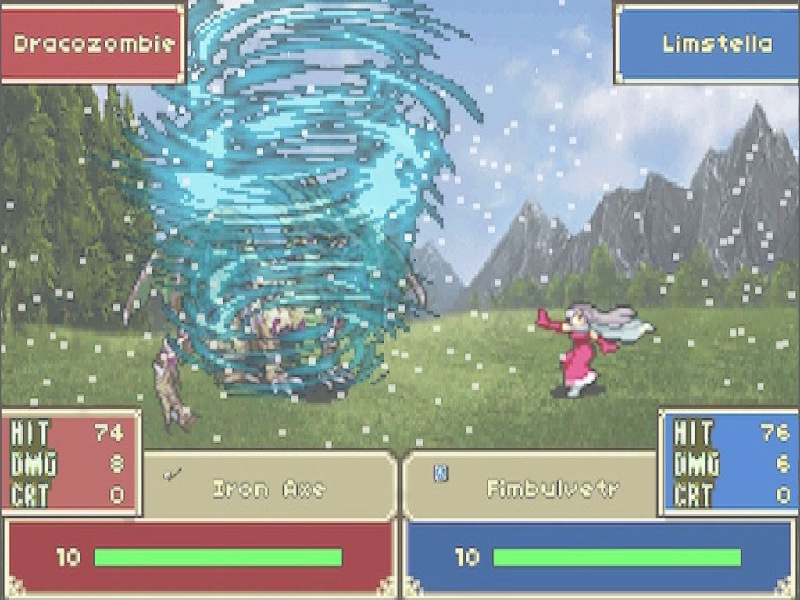 Dracozombie
Limstella
HIT 74
DMG 8
CRT 0
Iron Axe
Fimbulvetr
HIT 76
DMG 6
CRT 0
10
10